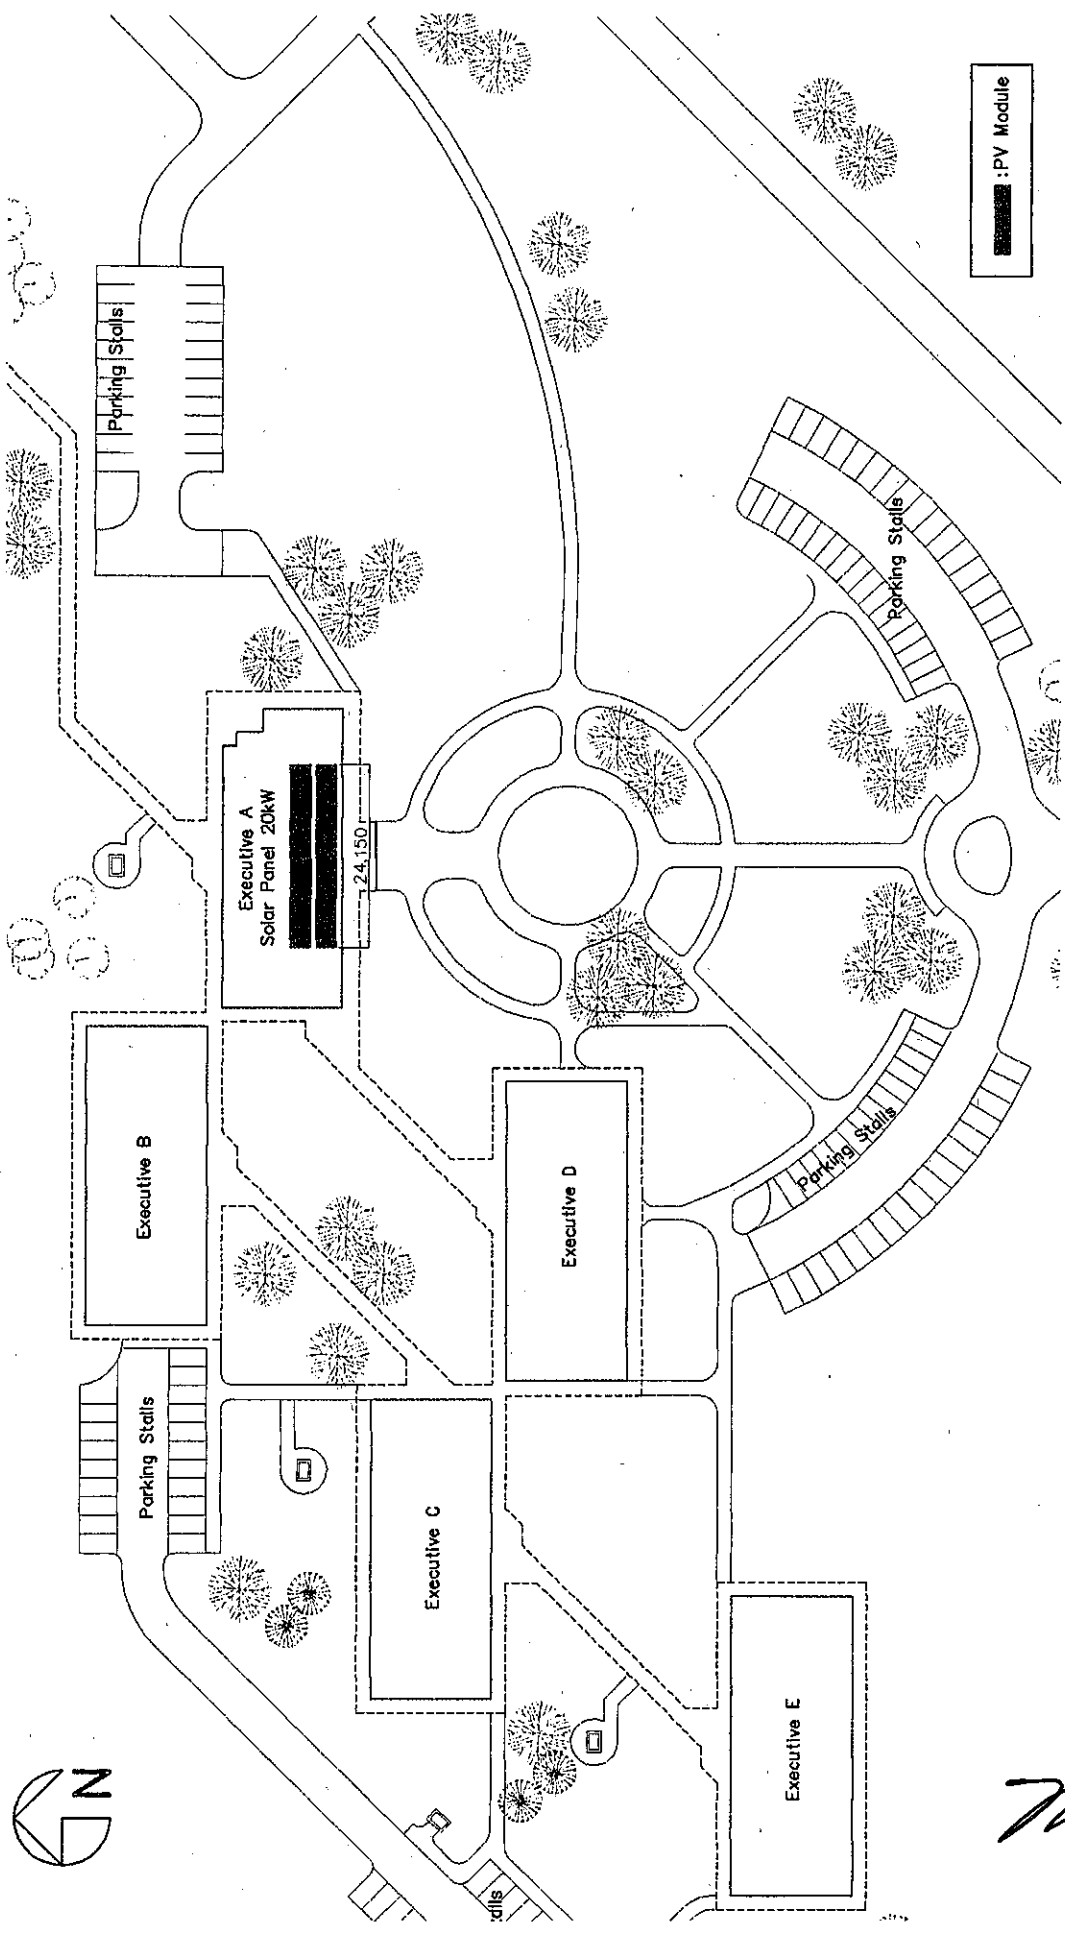 :PV Module
Parking Stalls
Parking Stalls
Executive A
Solar Panel 20kW
24,150
Executive B
Executive D
Parking Stalls
Parking Stalls
Executive C
Executive E
N